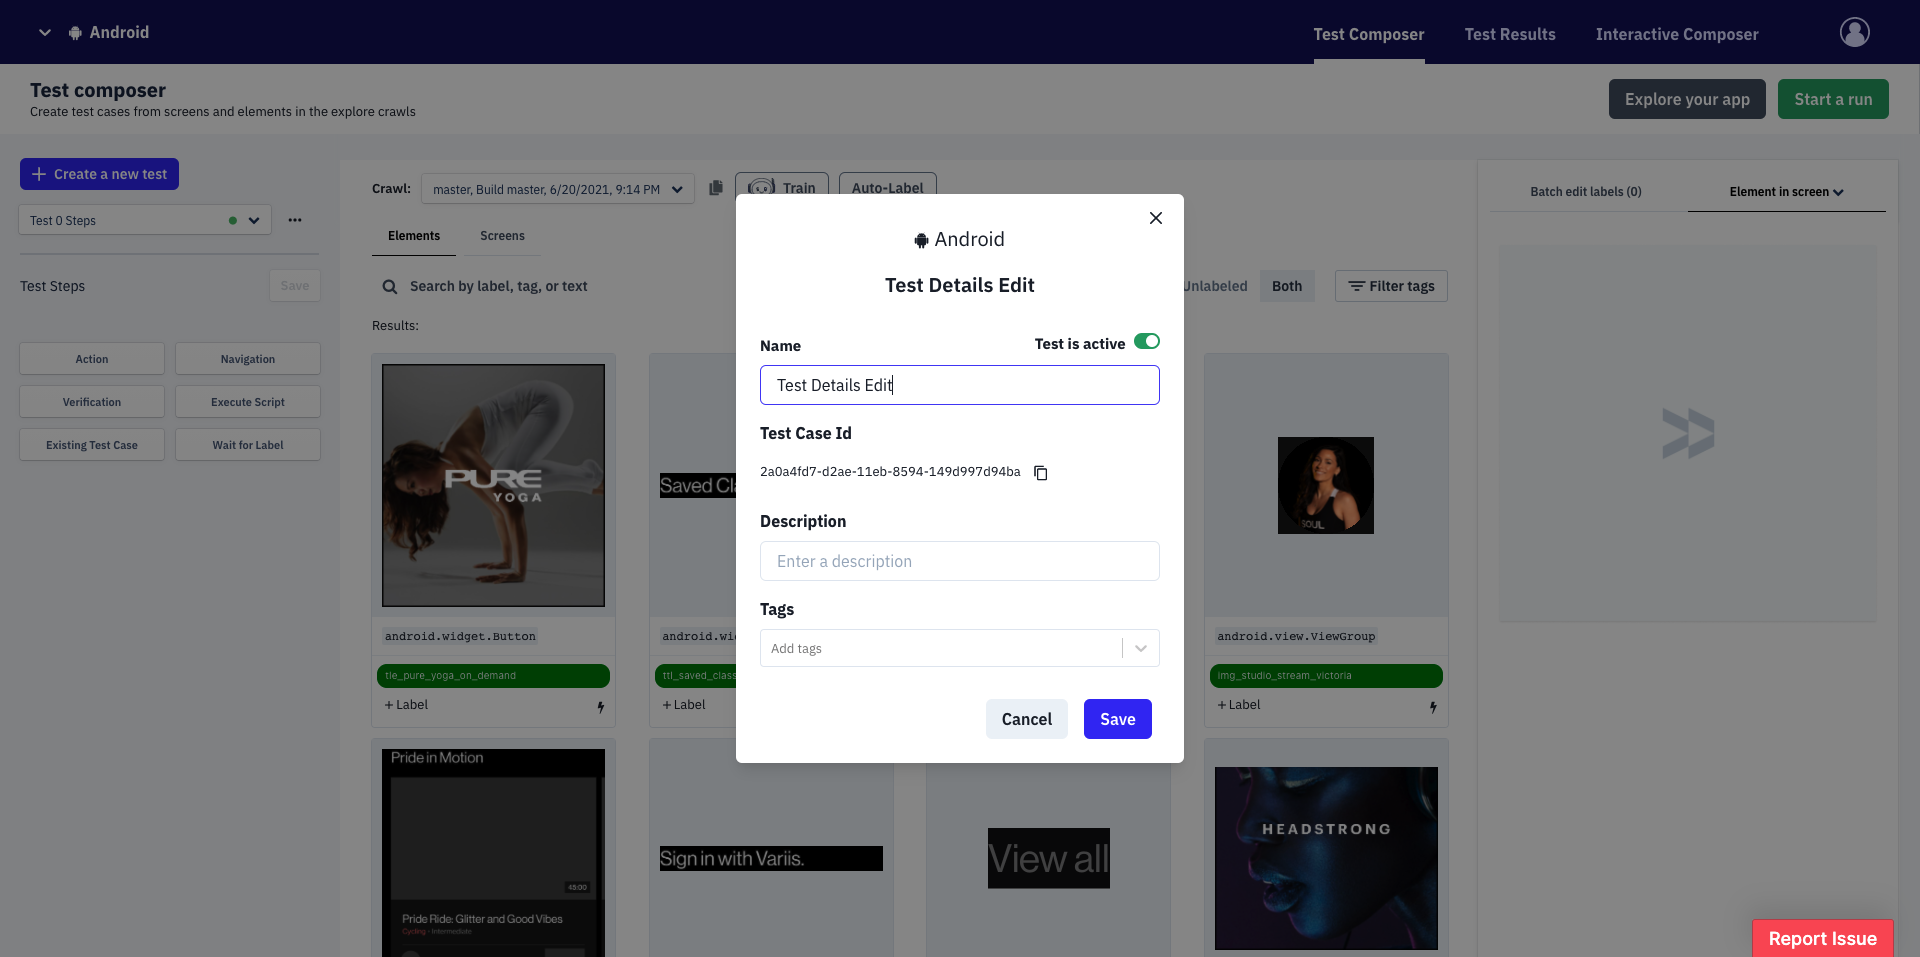 Android
Test Composer
Test Results
Interactive Composer
Test composer
Create test cases from screens and elements in the explore crawls
Explore your app
Start a run
Create a new test
Test 0 Steps
Test Steps
Save
Action
Navigation
Verification
Execute Script
Existing Test Case
Wait for Label
Crawl:
master, Build master, 6/20/2021, 9:14 PM
Train
Auto-Label
Elements
Screens
Search by label, tag, or text
Unlabeled
Both
Filter tags
Results:
PURE
YOGA
Saved Cla
SOUL
android.widget.Button
android.wi
android.view.ViewGroup
tle_pure_yoga_on_demand
ttl_saved_class
img_studio_stream_victoria
+ Label
+ Label
+ Label
Pride in Motion
45:00
Pride Ride: Glitter and Good Vibes
Cycling - Intermediate
Sign in with Variis.
View all
HEADSTRONG
Batch edit labels (0)
Element in screen
Android
Test Details Edit
Name
Test is active
Test Details Edit
Test Case Id
2a0a4fd7-d2ae-11eb-8594-149d997d94ba
Description
Enter a description
Tags
Add tags
Cancel
Save
Report Issue